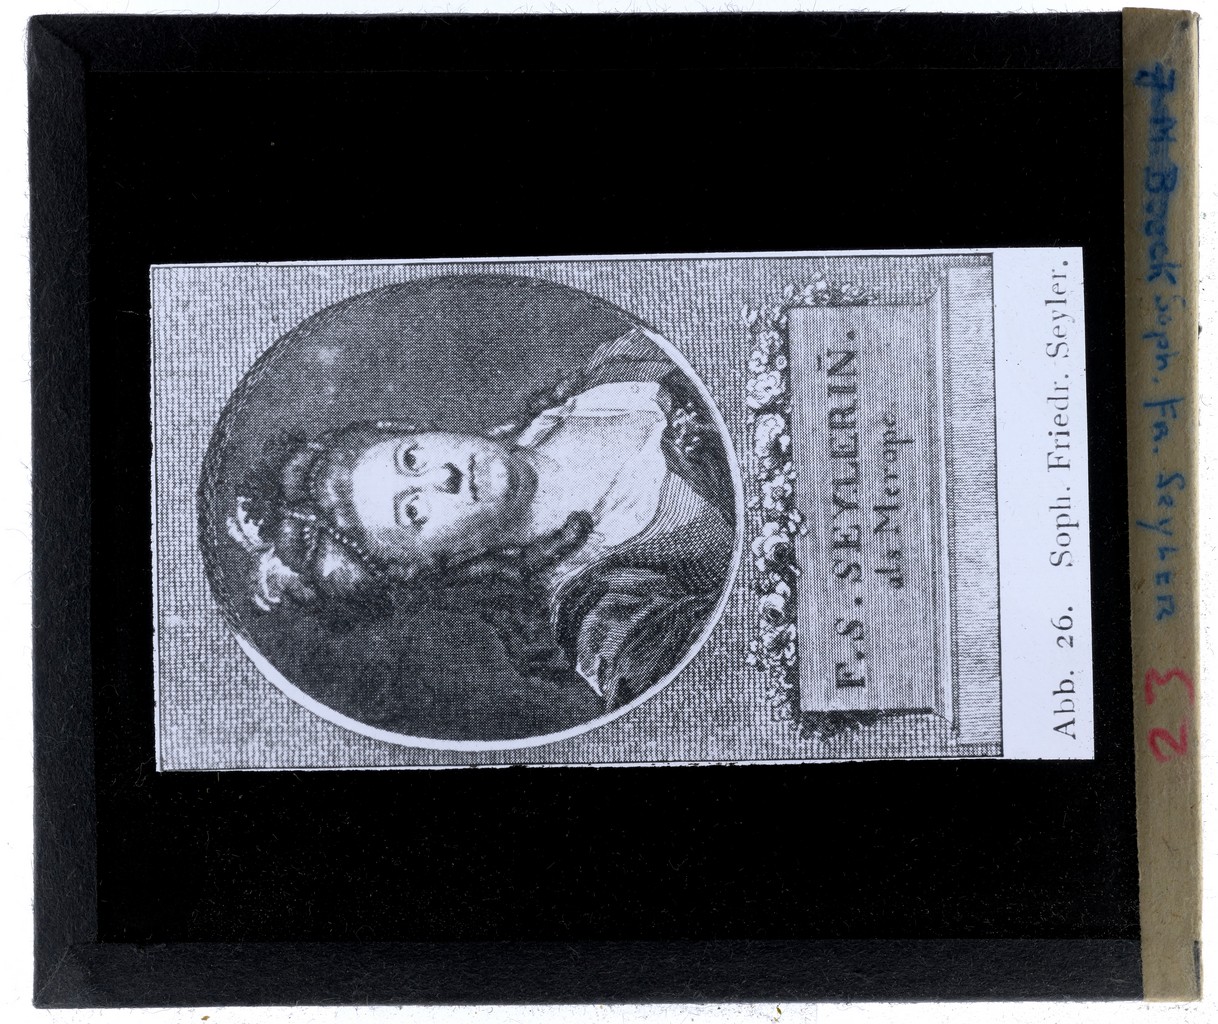 F. S. SEYLERIN̄.
als Merope
Abb. 26. Soph. Friedr. Seyler.
Soph. Fr. Seyler
23